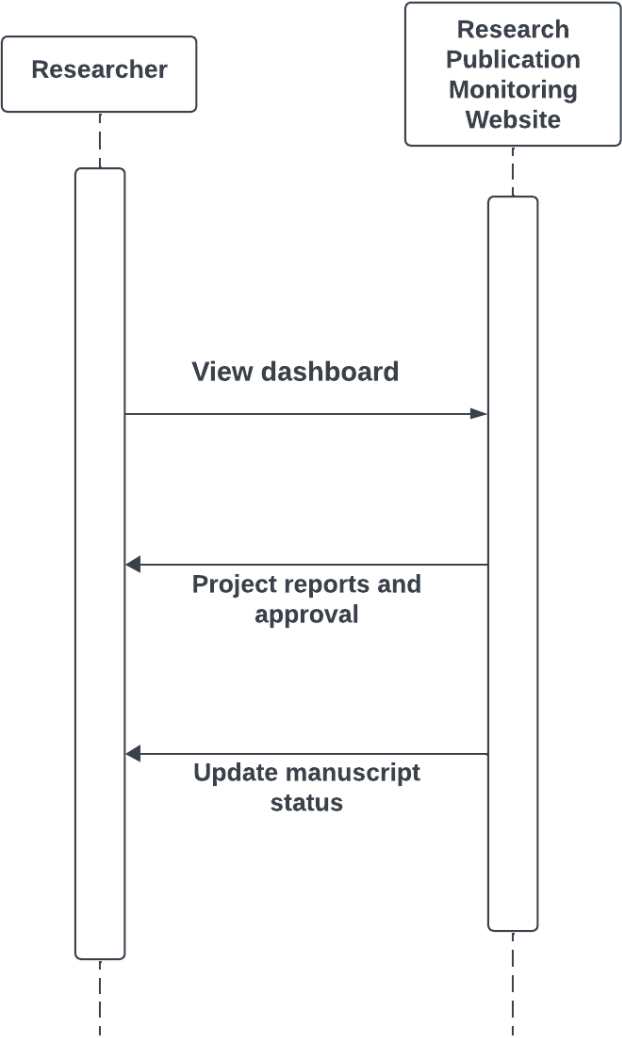 Researcher
Research
Publication
Monitoring
Website
View dashboard
Project reports and
approval
Update manuscript
status